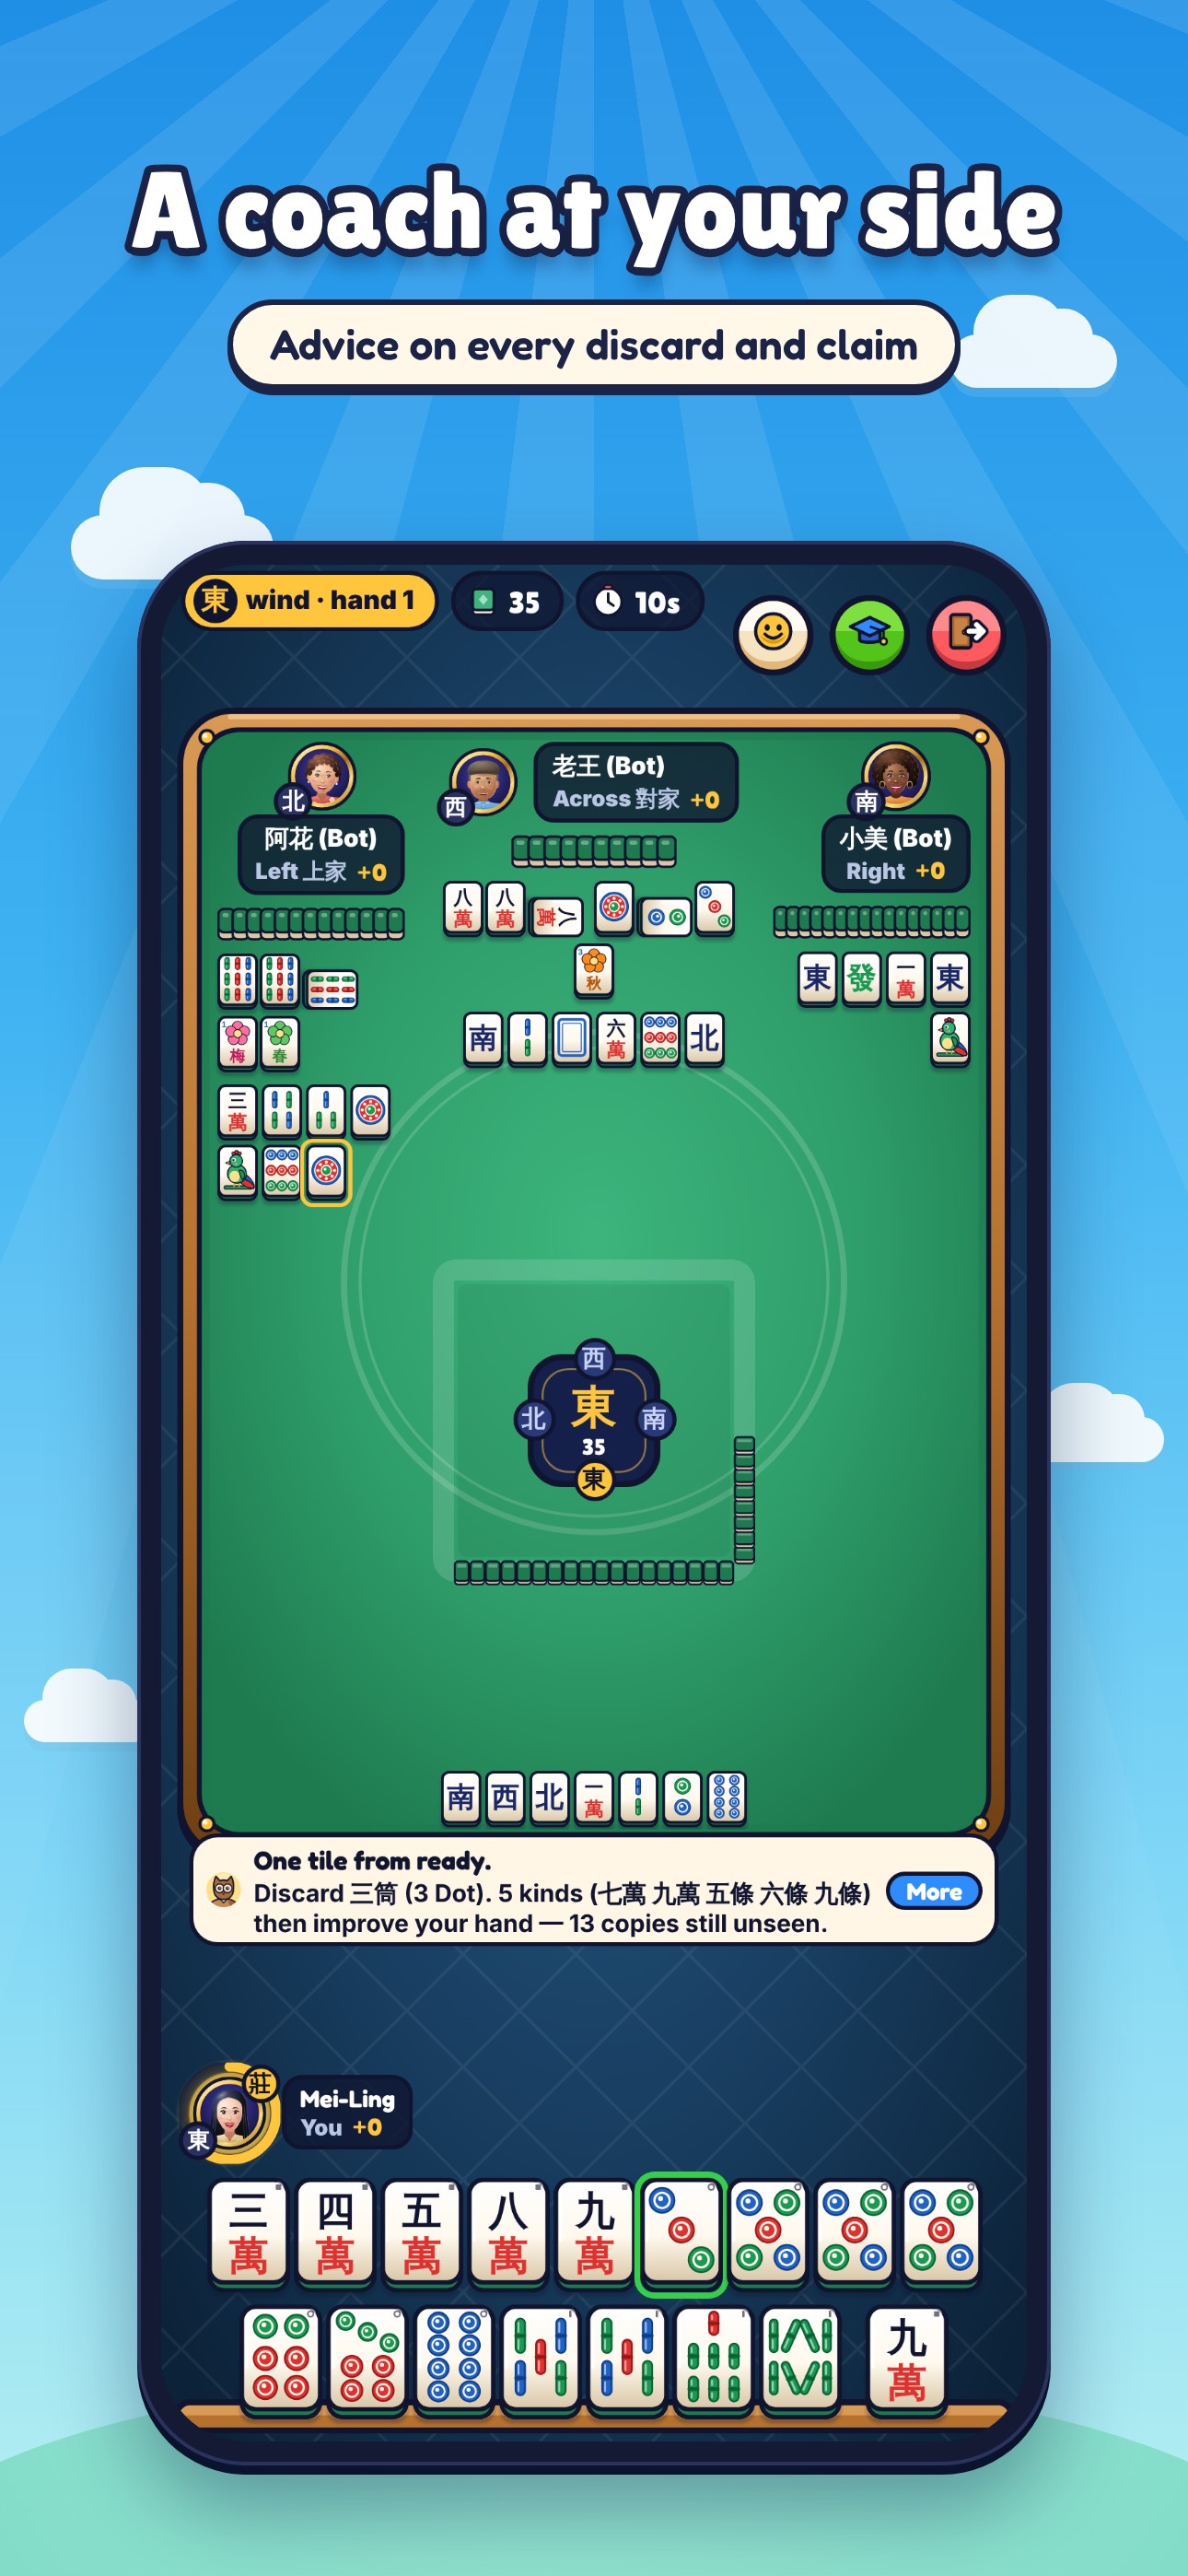 A coach at your side
Advice on every discard and claim
東 wind · hand 1
35
10s
老王 (Bot)
Across 對家 +0
西
北
阿花 (Bot)
Left 上家 +0
南
小美 (Bot)
Right +0
八萬 八萬 八萬
3 秋
東 發 一萬 東
1 梅 1 春
南 六萬 北
三萬
西
東
北 南
35
東
南 西 北 一萬
One tile from ready.
Discard 三筒 (3 Dot). 5 kinds (七萬 九萬 五條 六條 九條)
then improve your hand — 13 copies still unseen.
More
莊
東
Mei-Ling
You +0
三萬 四萬 五萬 八萬 九萬
九萬